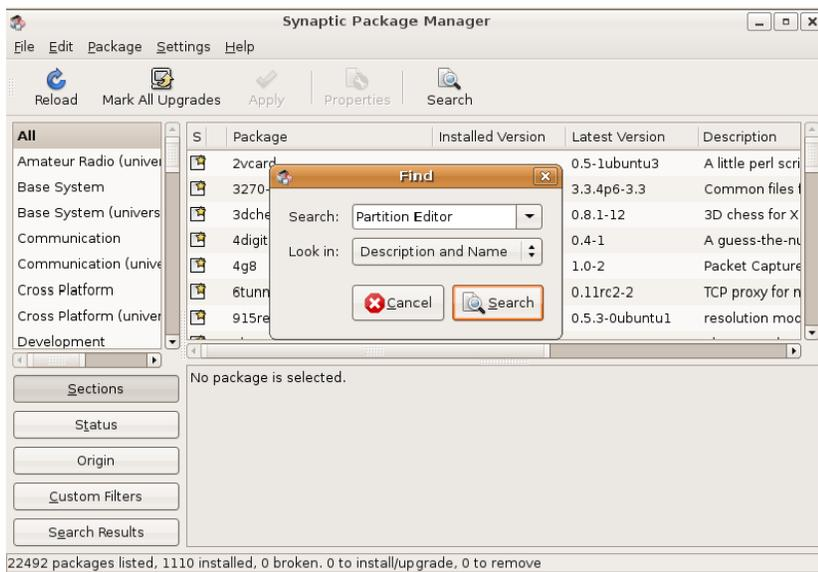 Synaptic Package Manager
File Edit Package Settings Help
Reload Mark All Upgrades Apply Properties Search
All
Amateur Radio (univer
Base System
Base System (univers
Communication
Communication (unive
Cross Platform
Cross Platform (univer
Development
S Package Installed Version Latest Version Description
2vcard 0.5-1ubuntu3 A little perl scri
3270- 3.3.4p6-3.3 Common files f
3dche 0.8.1-12 3D chess for X
4digit 0.4-1 A guess-the-nu
4g8 1.0-2 Packet Capture
6tunn 0.11rc2-2 TCP proxy for n
915re 0.5.3-0ubuntu1 resolution moc
Find
Search: Partition Editor
Look in: Description and Name
Cancel Search
Sections
Status
Origin
Custom Filters
Search Results
No package is selected.
22492 packages listed, 1110 installed, 0 broken. 0 to install/upgrade, 0 to remove